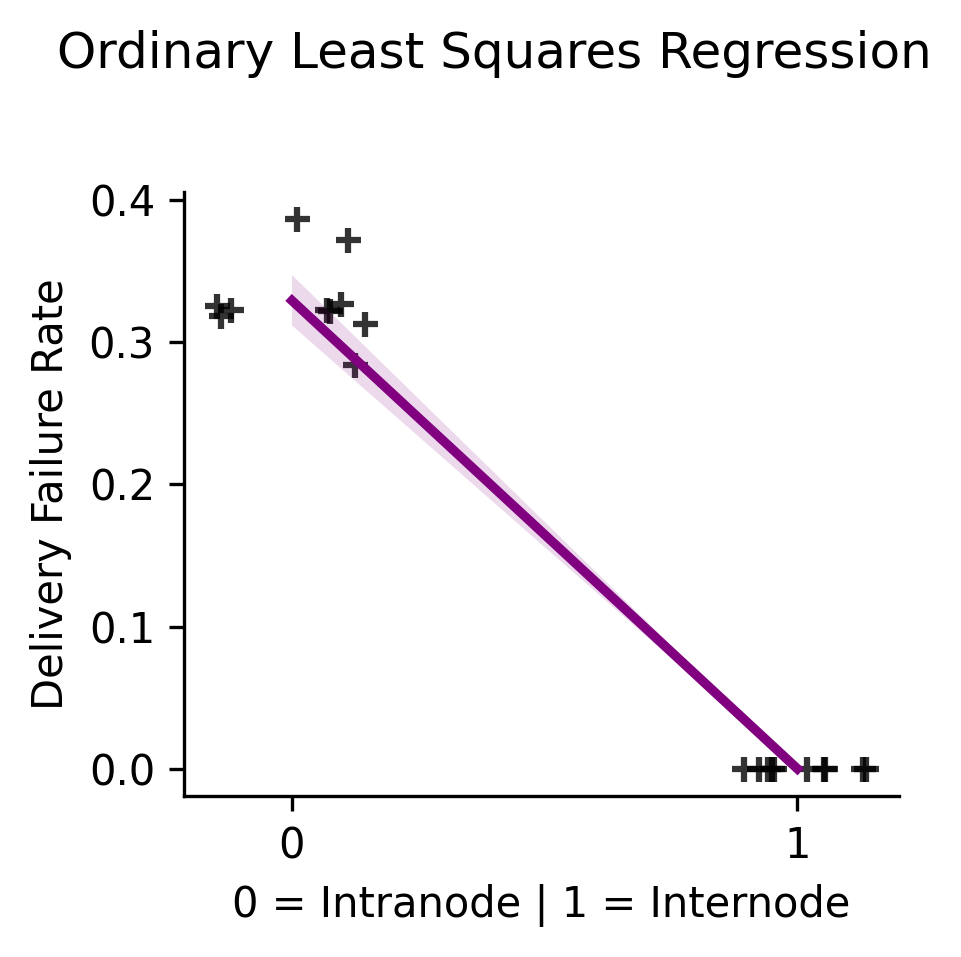 Ordinary Least Squares Regression
0.4
0.3
0.2
0.1
0.0
Delivery Failure Rate
0 1
0 = Intranode | 1 = Internode